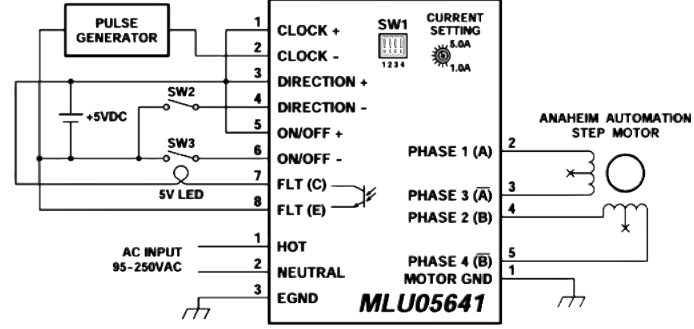 PULSE
GENERATOR
+5VDC
SW2
SW3
5V LED
AC INPUT
95-250VAC
1 CLOCK +
2 CLOCK -
3 DIRECTION +
4 DIRECTION -
5 ON/OFF +
6 ON/OFF -
7 FLT (C)
8 FLT (E)
1 HOT
2 NEUTRAL
3 EGND
SW1
1 2 3 4
CURRENT
SETTING
5.0A
1.0A
PHASE 1 (A) 2
PHASE 3 (A̅) 3
PHASE 2 (B) 4
PHASE 4 (B̅) 5
MOTOR GND 1
MLU05641
ANAHEIM AUTOMATION
STEP MOTOR